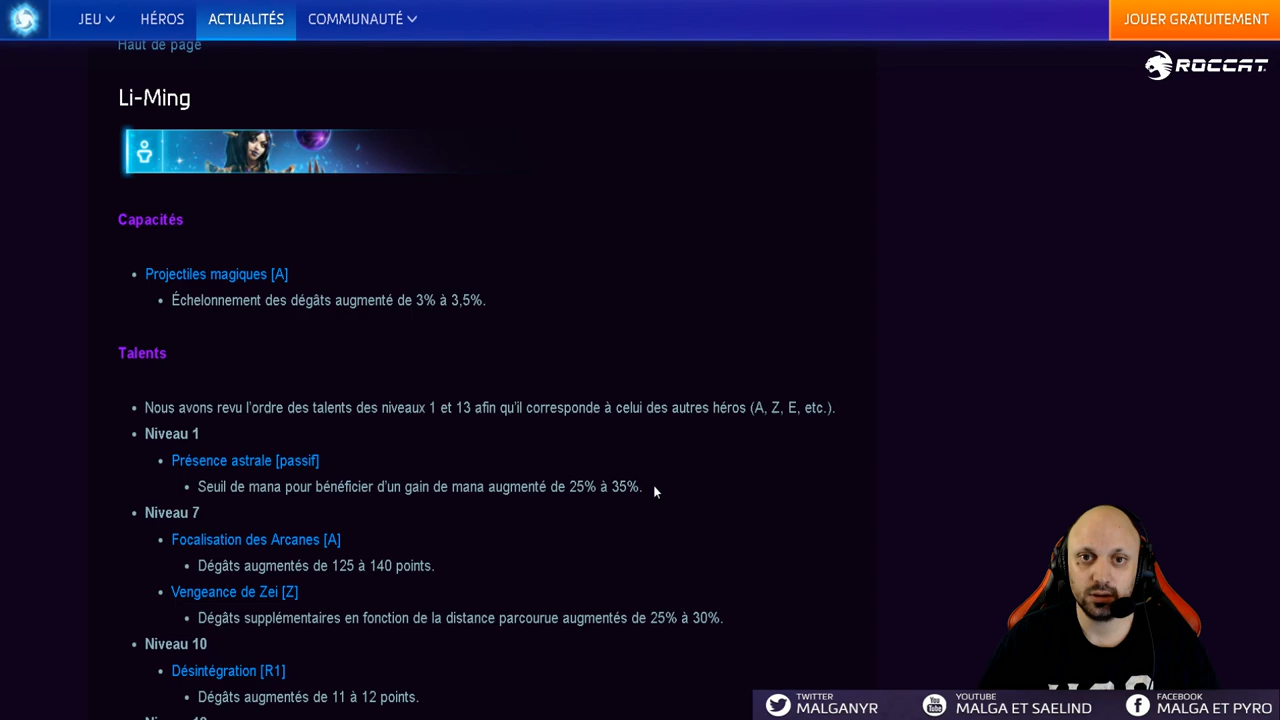 JEU HÉROS ACTUALITÉS COMMUNAUTÉ JOUER GRATUITEMENT
Haut de page
ROCCAT
Li-Ming
Capacités
Projectiles magiques [A]
Échelonnement des dégâts augmenté de 3% à 3,5%.
Talents
Nous avons revu l'ordre des talents des niveaux 1 et 13 afin qu'il corresponde à celui des autres héros (A, Z, E, etc.).
Niveau 1
Présence astrale [passif]
Seuil de mana pour bénéficier d'un gain de mana augmenté de 25% à 35%.
Niveau 7
Focalisation des Arcanes [A]
Dégâts augmentés de 125 à 140 points.
Vengeance de Zei [Z]
Dégâts supplémentaires en fonction de la distance parcourue augmentés de 25% à 30%.
Niveau 10
Désintégration [R1]
Dégâts augmentés de 11 à 12 points.
TWITTER
MALGANYR
YOUTUBE
MALGA ET SAELIND
FACEBOOK
MALGA ET PYRO